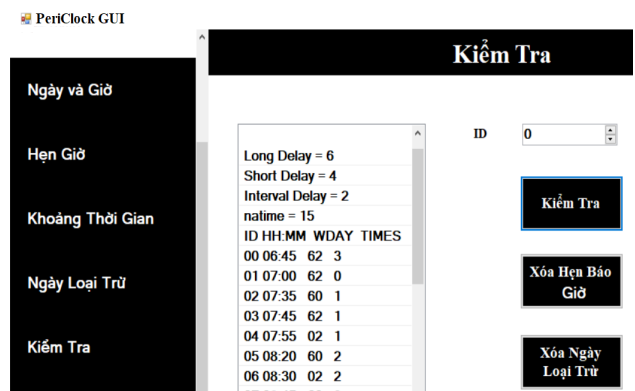 PeriClock GUI
Kiểm Tra
Ngày và Giờ
Hẹn Giờ
Khoảng Thời Gian
Ngày Loại Trừ
Kiểm Tra
Long Delay = 6
Short Delay = 4
Interval Delay = 2
natime = 15
ID HH:MM WDAY TIMES
00 06:45 62 3
01 07:00 62 0
02 07:35 60 1
03 07:45 62 1
04 07:55 02 1
05 08:20 60 2
06 08:30 02 2
ID 0
Kiểm Tra
Xóa Hẹn Báo
Giờ
Xóa Ngày
Loại Trừ